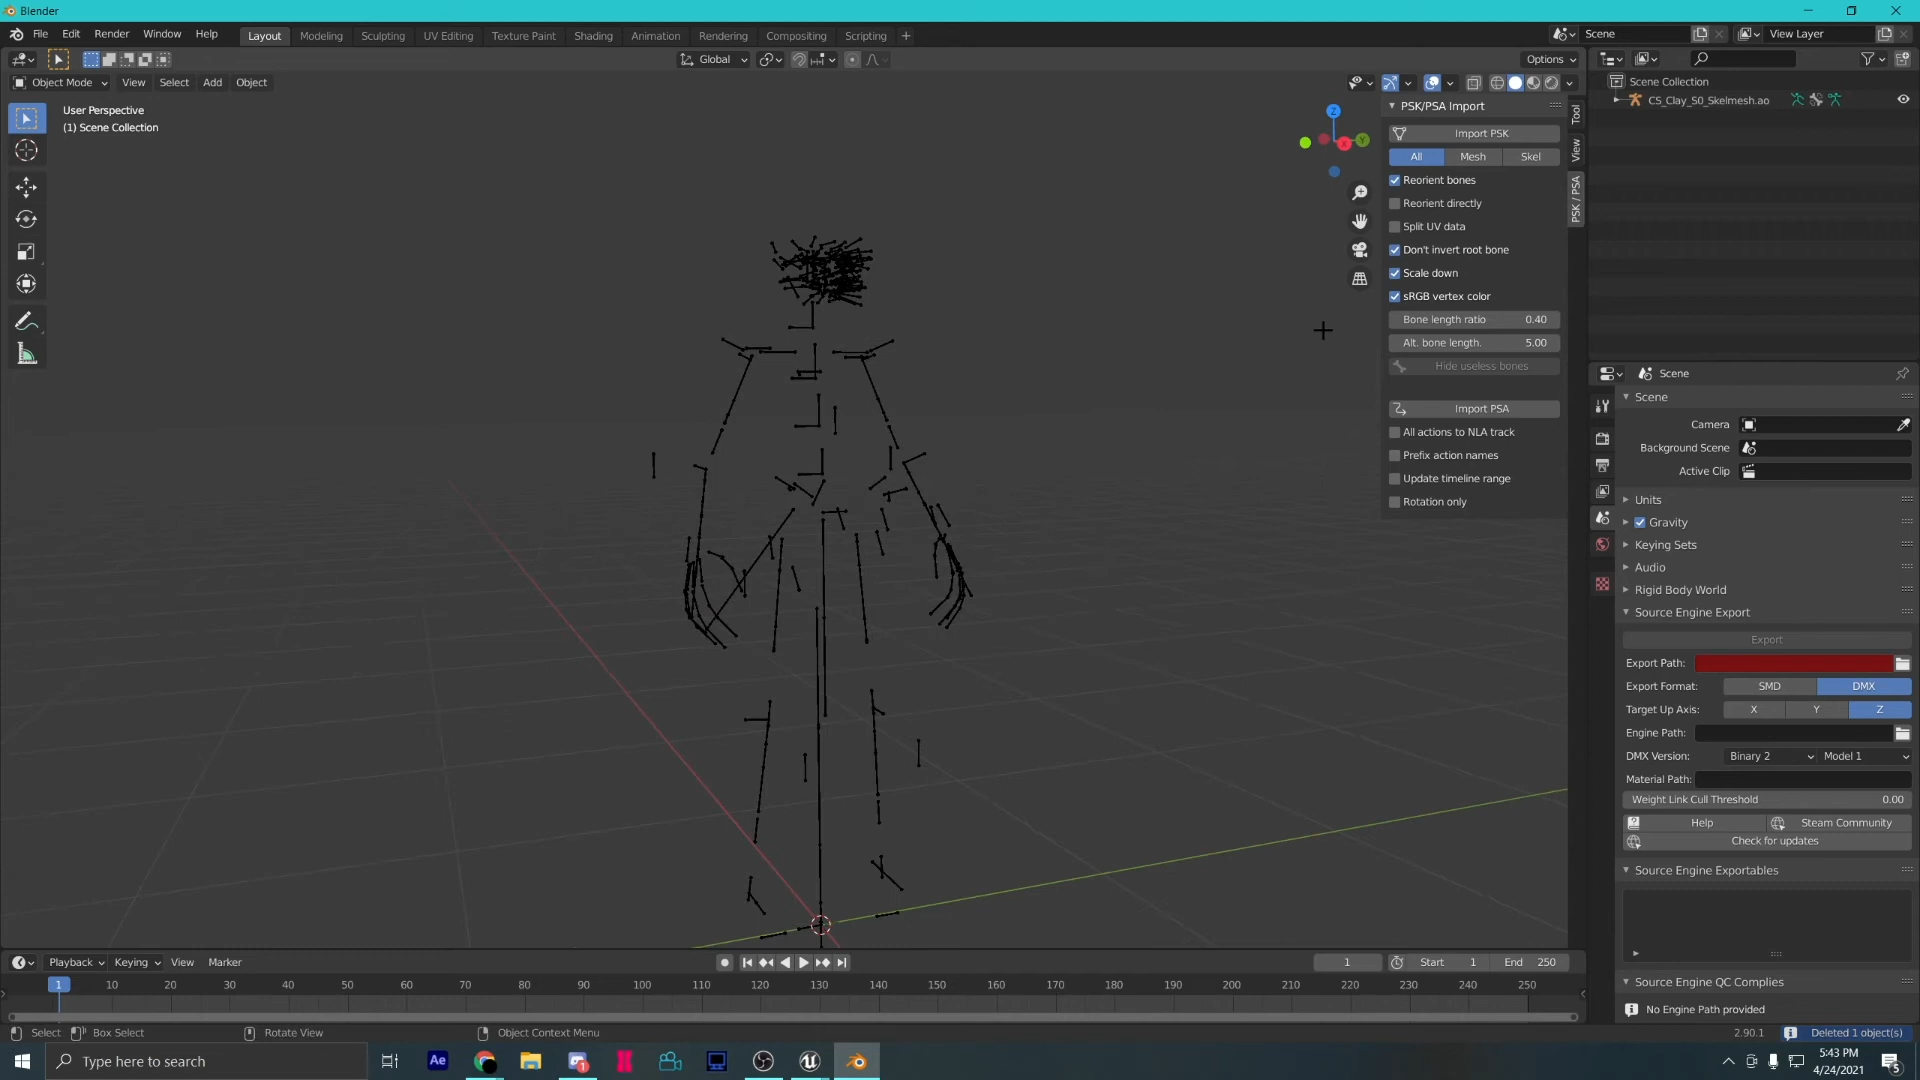 Blender
File Edit Render Window Help Layout Modeling Sculpting UV Editing Texture Paint Shading Animation Rendering Compositing Scripting + Scene View Layer
Global Options
Object Mode View Select Add Object
User Perspective
(1) Scene Collection
Z
X
Y
PSK/PSA Import
Import PSK
All Mesh Skel
Reorient bones
Reorient directly
Split UV data
Don't invert root bone
Scale down
sRGB vertex color
Bone length ratio 0.40
Alt. bone length. 5.00
Hide useless bones
Import PSA
All actions to NLA track
Prefix action names
Update timeline range
Rotation only
Tool
View
PSK / PSA
Scene Collection
CS_Clay_50_Skelmesh.ao
Scene
Scene
Camera
Background Scene
Active Clip
Units
Gravity
Keying Sets
Audio
Rigid Body World
Source Engine Export
Export
Export Path:
Export Format: SMD DMX
Target Up Axis: X Y Z
Engine Path:
DMX Version: Binary 2 Model 1
Material Path:
Weight Link Cull Threshold 0.00
Help Steam Community
Check for updates
Source Engine Exportables
Source Engine QC Complies
No Engine Path provided
Playback Keying View Marker 1 Start 1 End 250
1 10 20 30 40 50 60 70 80 90 100 110 120 130 140 150 160 170 180 190 200 210 220 230 240 250
Select Box Select Rotate View Object Context Menu 2.90.1 Deleted 1 object(s)
Type here to search Ae 1 5:43 PM
4/24/2021 5